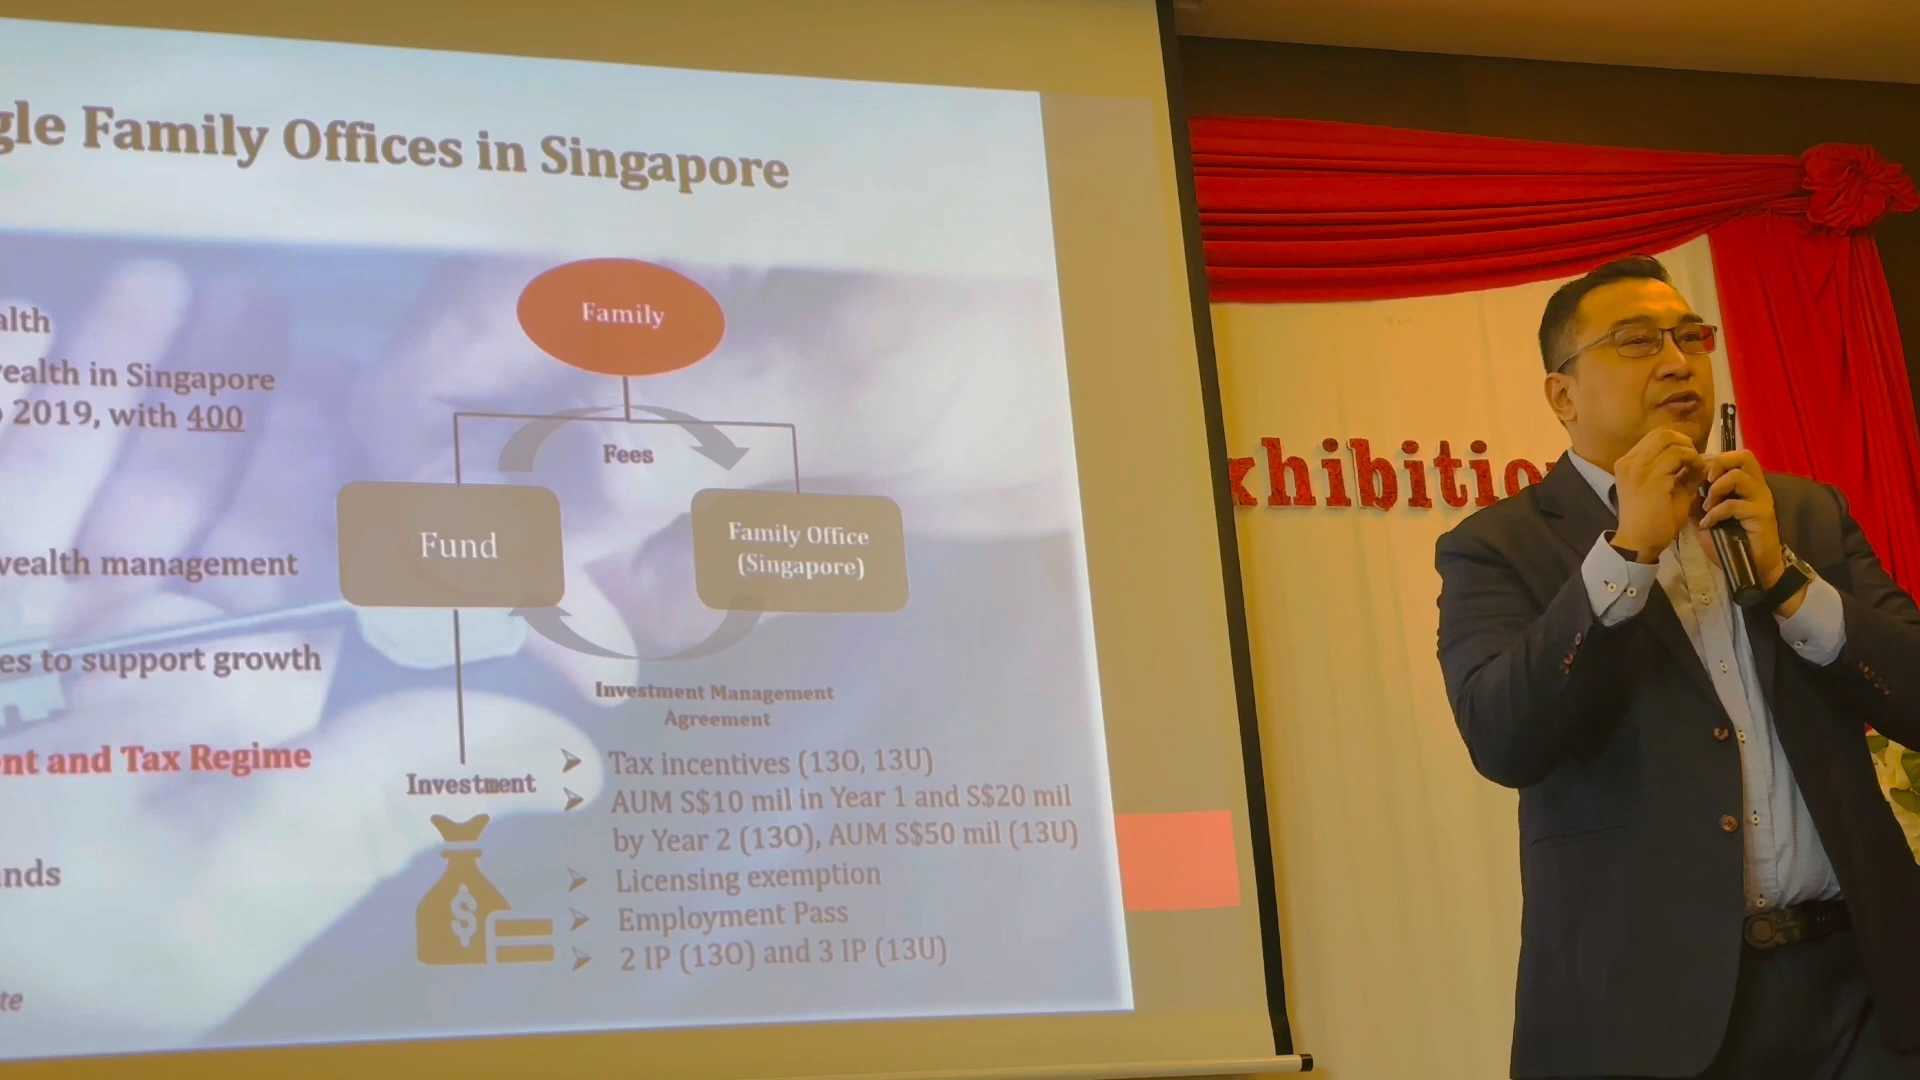 Family Offices in Singapore
Family
ealth in Singapore
2019, with 400
Fees
Fund
Family Office
(Singapore)
wealth management
es to support growth
Investment Management
Agreement
nt and Tax Regime
Investment
Tax incentives (13O, 13U)
AUM S$10 mil in Year 1 and S$20 mil
by Year 2 (13O), AUM S$50 mil (13U)
Licensing exemption
Employment Pass
2 IP (13O) and 3 IP (13U)
$
nds
te
xhibitio